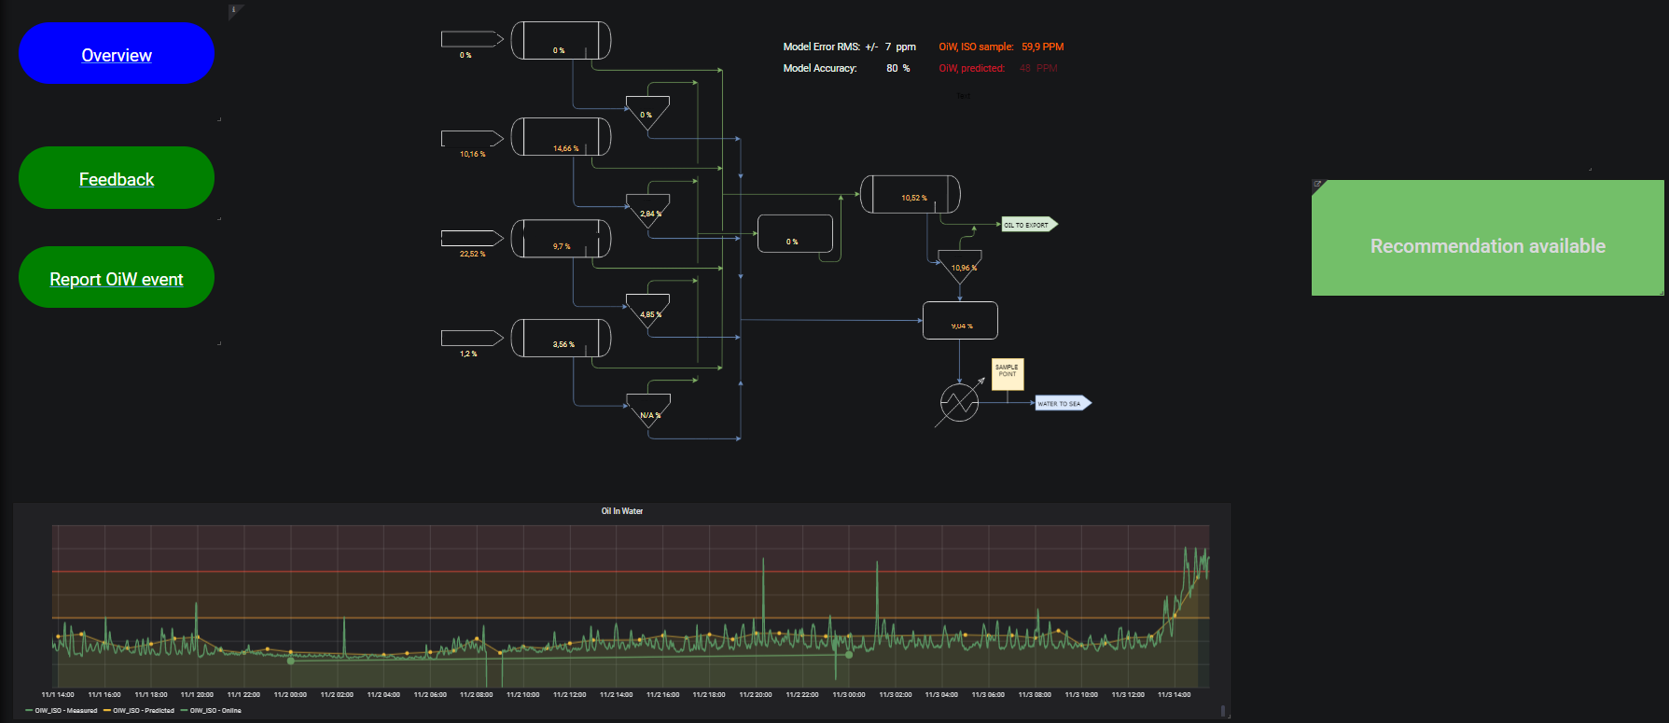 Overview
Feedback
Report OiW event
0 %
0 %
0 %
10,16 %
14,66 %
2,84 %
22,52 %
9,7 %
4,85 %
1,2 %
3,56 %
N/A %
Model Error RMS: +/- 7 ppm
Model Accuracy: 80 %
OiW, ISO sample: 59,9 PPM
OiW, predicted: 48 PPM
Text
0 %
10,52 %
OIL TO EXPORT
10,96 %
9,04 %
SAMPLE
POINT
WATER TO SEA
Recommendation available
Oil In Water
11/1 14:00 11/1 16:00 11/1 18:00 11/1 20:00 11/1 22:00 11/2 00:00 11/2 02:00 11/2 04:00 11/2 06:00 11/2 08:00 11/2 10:00 11/2 12:00 11/2 14:00 11/2 16:00 11/2 18:00 11/2 20:00 11/2 22:00 11/3 00:00 11/3 02:00 11/3 04:00 11/3 06:00 11/3 08:00 11/3 10:00 11/3 12:00 11/3 14:00
OIW_ISO - Measured OIW_ISO - Predicted OIW_ISO - Online